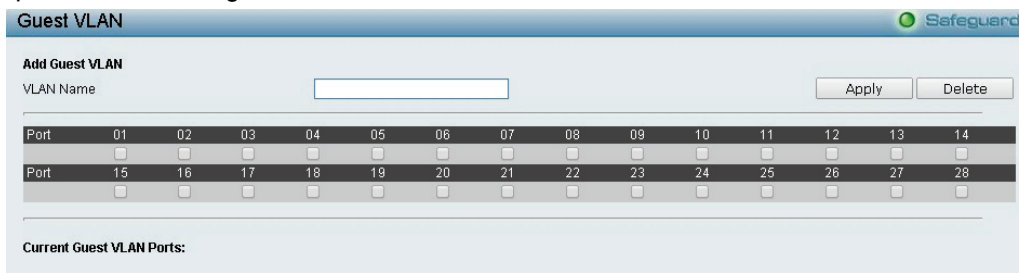 Guest VLAN Safeguard
Add Guest VLAN
VLAN Name Apply Delete
Port 01 02 03 04 05 06 07 08 09 10 11 12 13 14
Port 15 16 17 18 19 20 21 22 23 24 25 26 27 28
Current Guest VLAN Ports: